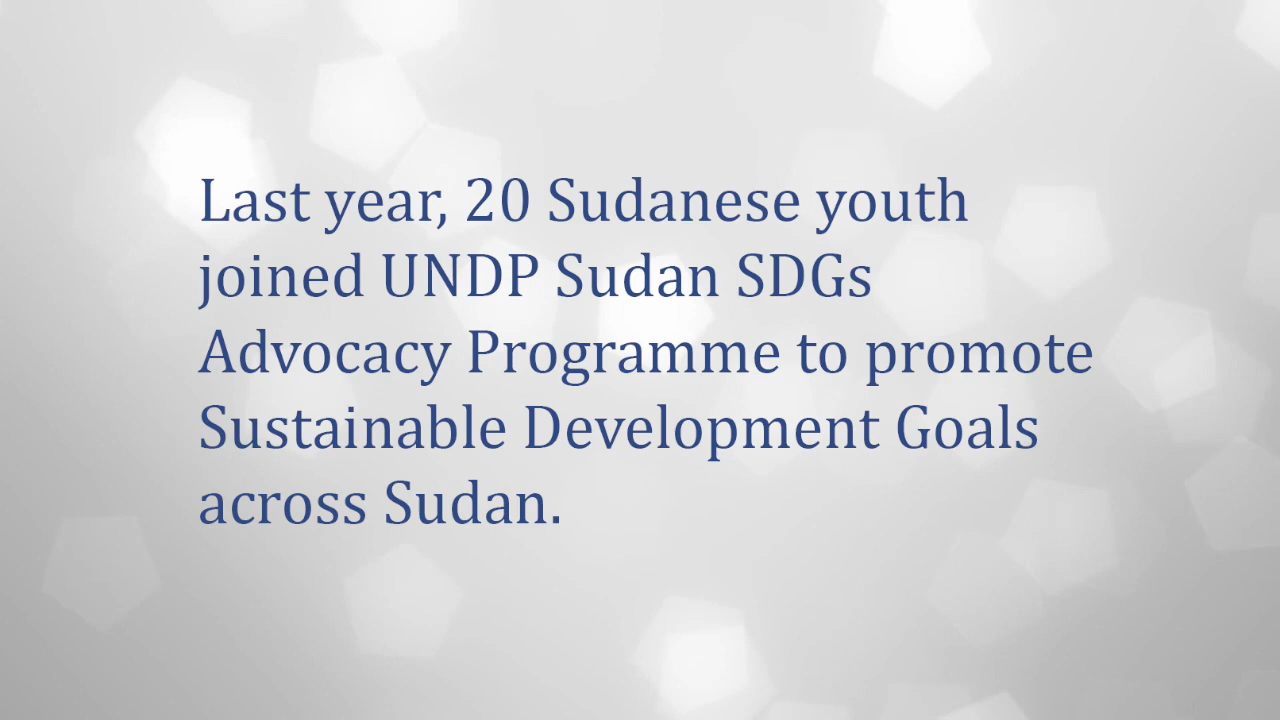 Last year, 20 Sudanese youth
joined UNDP Sudan SDGs
Advocacy Programme to promote
Sustainable Development Goals
across Sudan.